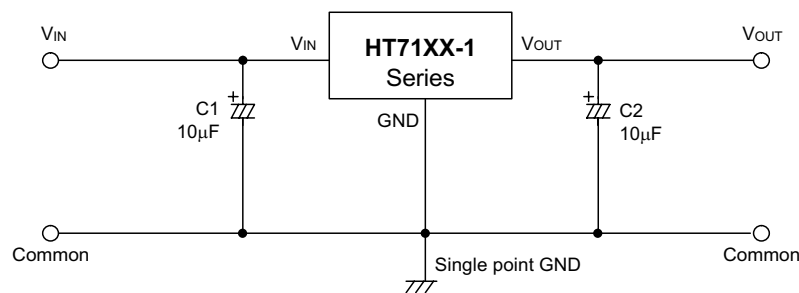 VIN
VIN
HT71XX-1
Series
VOUT
VOUT
+
C1
10μF
GND
+
C2
10μF
Common
Single point GND
Common